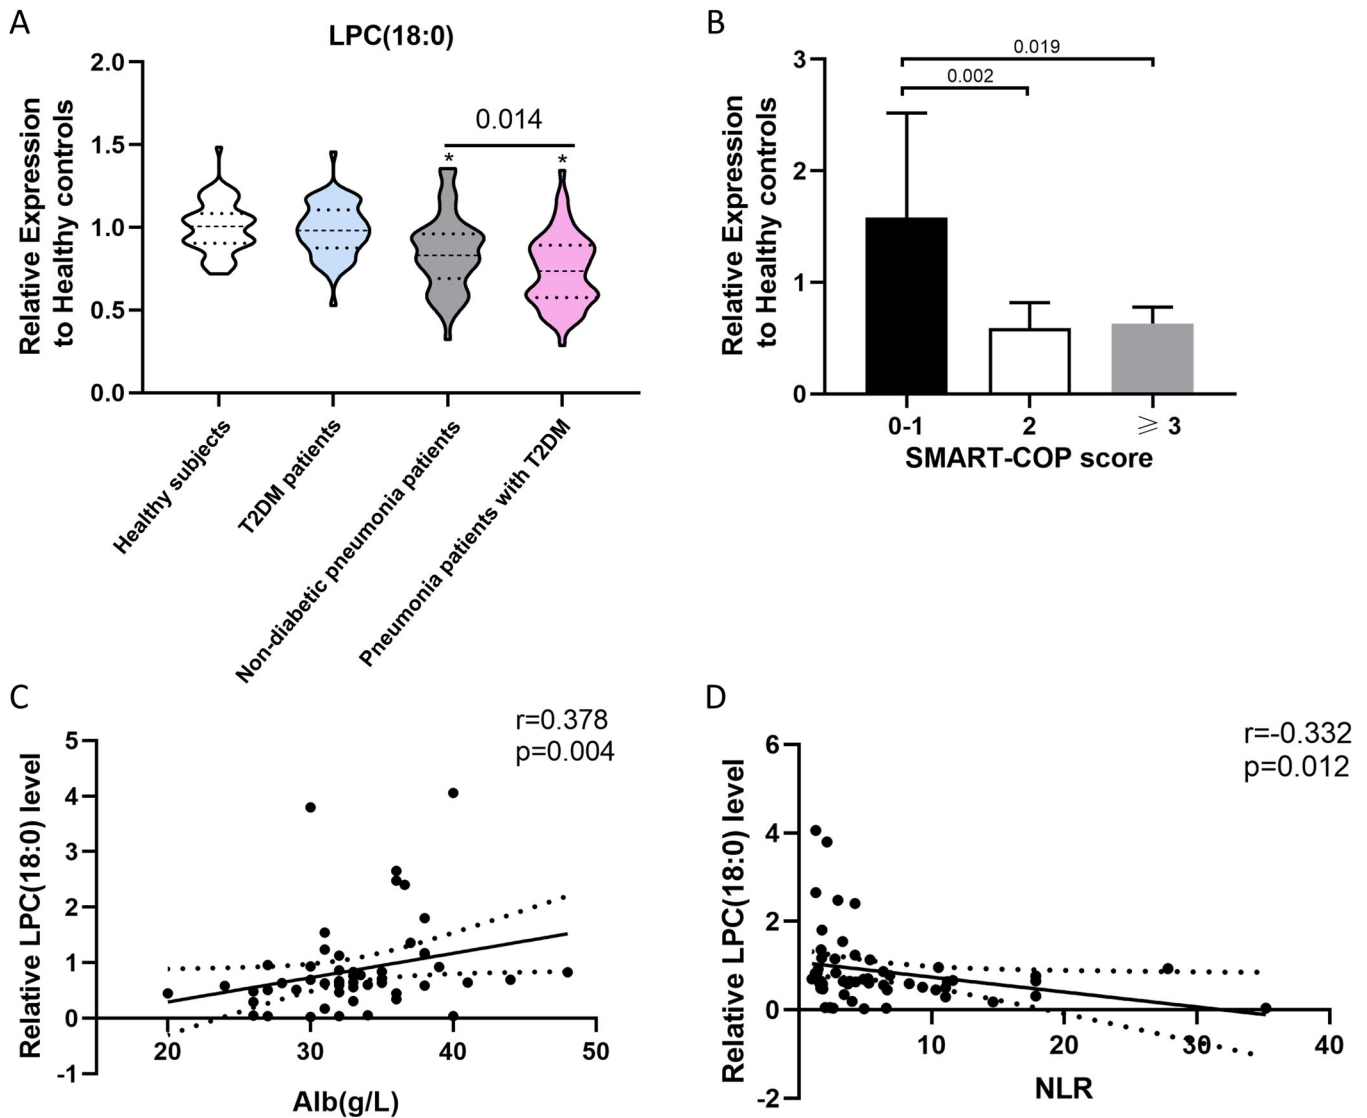 A
LPC(18:0)
Relative Expression
to Healthy controls
2.0
1.5
1.0
0.5
0.0
0.014
* *
Healthy subjects
T2DM patients
Non-diabetic pneumonia patients
Pneumonia patients with T2DM
B
Relative Expression
to Healthy controls
3
2
1
0
0.019
0.002
0-1 2 ⩾ 3
SMART-COP score
C
r=0.378
p=0.004
Relative LPC(18:0) level
5
4
3
2
1
0
-1
20 30 40 50
Alb(g/L)
D
r=-0.332
p=0.012
Relative LPC(18:0) level
6
4
2
0
-2
10 20 30 40
NLR